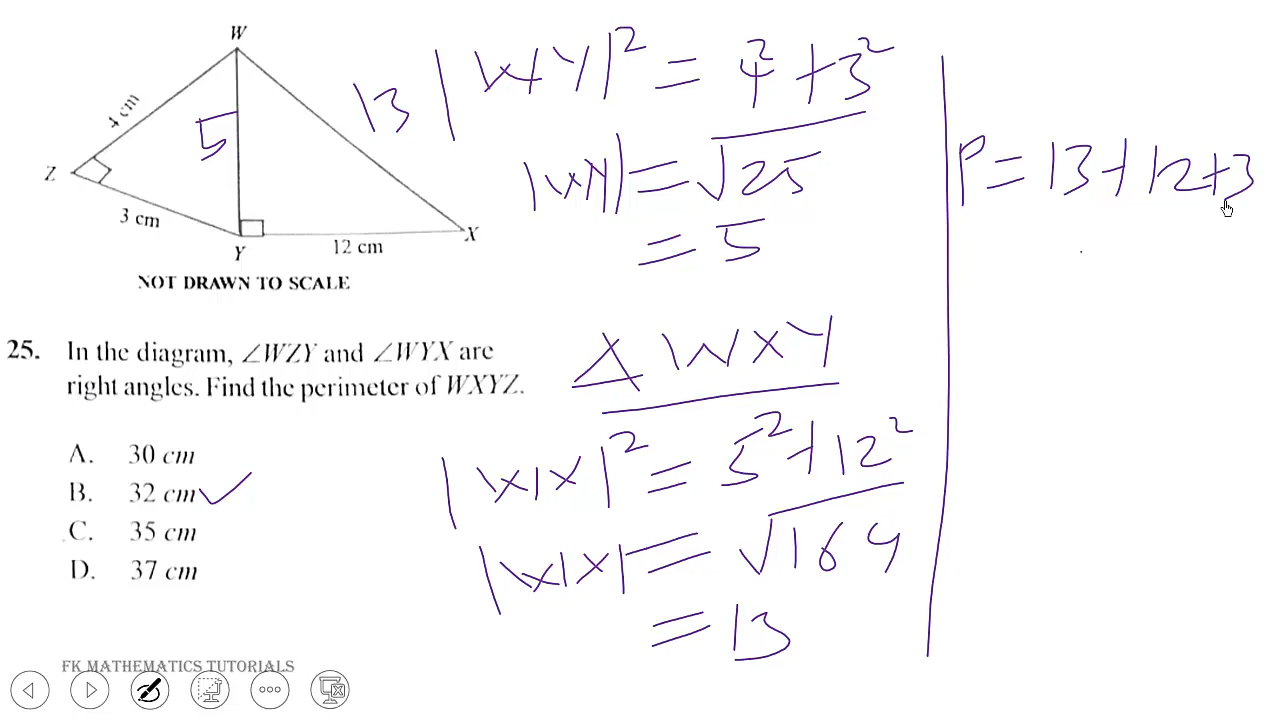 W
4 cm
5
13
Z
3 cm
Y
12 cm
X
NOT DRAWN TO SCALE
25. In the diagram, ∠WZY and ∠WYX are
right angles. Find the perimeter of WXYZ.
A. 30 cm
B. 32 cm ✓
C. 35 cm
D. 37 cm
|WY|² = 4² + 3²
|WY| = √25
= 5
Δ WXY
|WX|² = 5² + 12²
|WX| = √169
= 13
P = 13 + 12 + 3
FK MATHEMATICS TUTORIALS